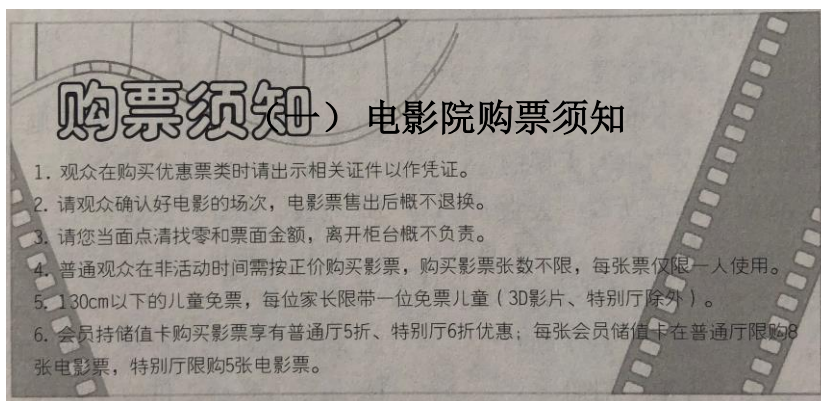 购票须知（一） 电影院购票须知
1. 观众在购买优惠票类时请出示相关证件以作凭证。
2. 请观众确认好电影的场次，电影票售出后概不退换。
3. 请您当面点清找零和票面金额，离开柜台概不负责。
4. 普通观众在非活动时间需按正价购买影票，购买影票张数不限，每张票仅限一人使用。
5. 130cm以下的儿童免票，每位家长限带一位免票儿童（3D影片、特别厅除外）。
6. 会员持储值卡购买影票享有普通厅5折、特别厅6折优惠；每张会员储值卡在普通厅限购8
张电影票，特别厅限购5张电影票。